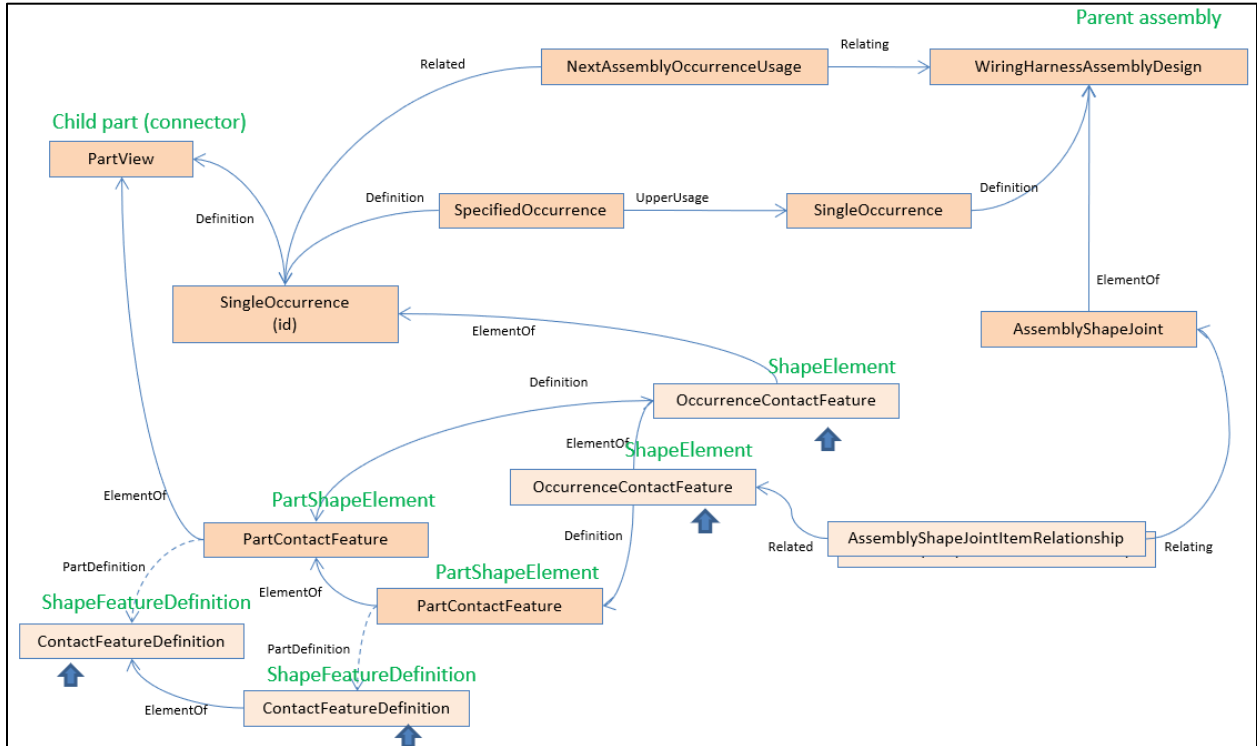 Parent assembly
Relating
Related
NextAssemblyOccurrenceUsage
WiringHarnessAssemblyDesign
Child part (connector)
PartView
Definition
Definition
SpecifiedOccurrence
UpperUsage
SingleOccurrence
Definition
SingleOccurrence
(id)
ElementOf
ElementOf
AssemblyShapeJoint
ShapeElement
Definition
OccurrenceContactFeature
ElementOf
ShapeElement
OccurrenceContactFeature
ElementOf
PartShapeElement
PartContactFeature
Definition
Related
AssemblyShapeJointItemRelationship
Relating
PartDefinition
ElementOf
PartShapeElement
PartContactFeature
ShapeFeatureDefinition
ContactFeatureDefinition
PartDefinition
ShapeFeatureDefinition
ElementOf
ContactFeatureDefinition